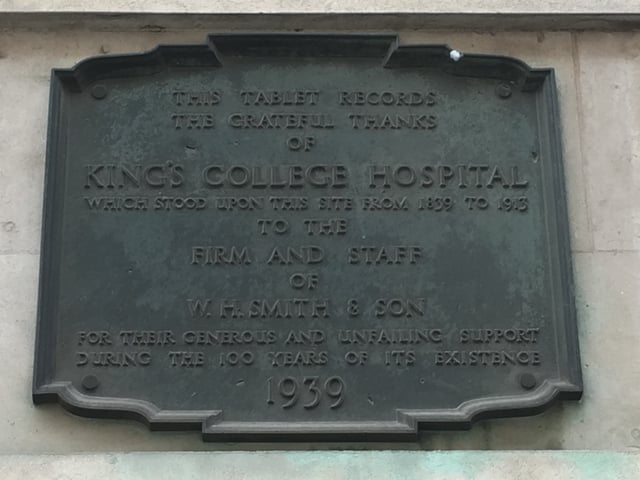 THIS TABLET RECORDS
THE GRATEFUL THANKS
OF
KING'S COLLEGE HOSPITAL
WHICH STOOD UPON THIS SITE FROM 1839 TO 1913
TO THE
FIRM AND STAFF
OF
W. H. SMITH & SON
FOR THEIR GENEROUS AND UNFAILING SUPPORT
DURING THE 100 YEARS OF ITS EXISTENCE
1939